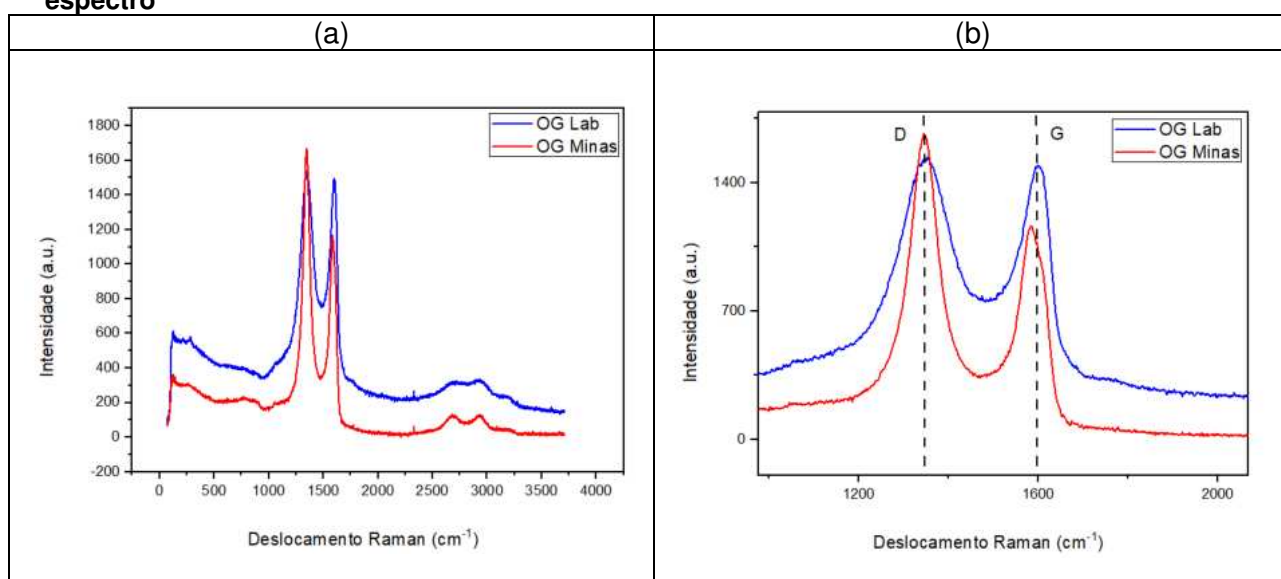 espectro
(a)
(b)
OG Lab
OG Minas
1800
1600
1400
1200
1000
800
600
400
200
0
-200
Intensidade (a.u.)
0 500 1000 1500 2000 2500 3000 3500 4000
Deslocamento Raman (cm⁻¹)
D
G
OG Lab
OG Minas
1400
700
0
Intensidade (a.u.)
1200 1600 2000
Deslocamento Raman (cm⁻¹)